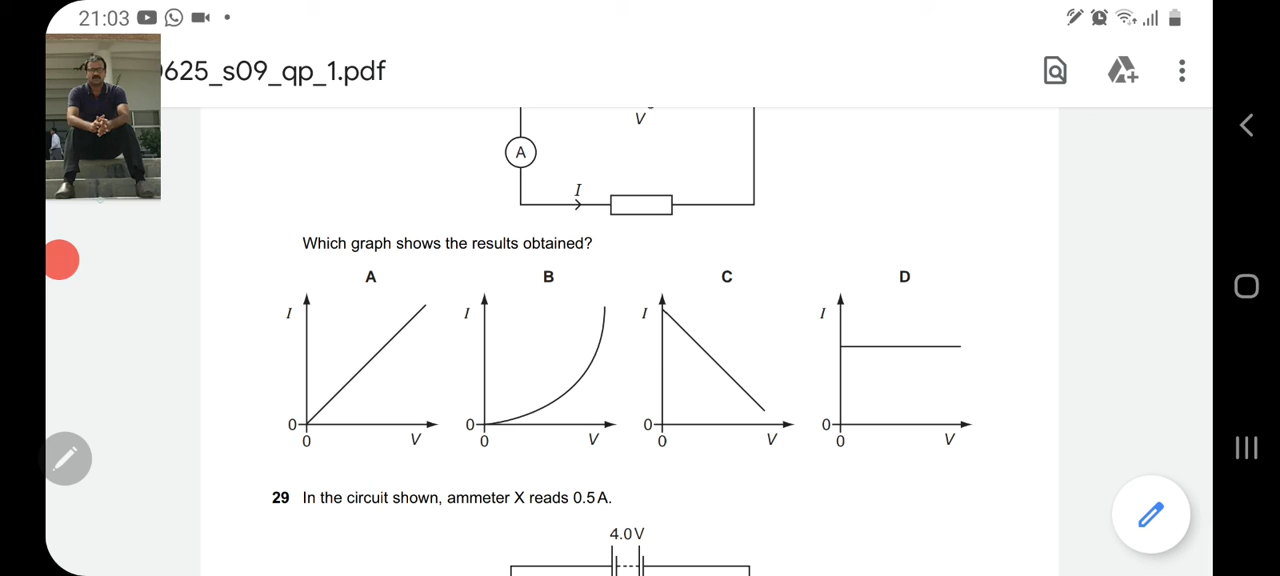 21:03
0625_s09_qp_1.pdf
V
A
I
Which graph shows the results obtained?
A B C D
I I I I
0 0 0 0
0 V 0 V 0 V 0 V
29 In the circuit shown, ammeter X reads 0.5 A.
4.0 V